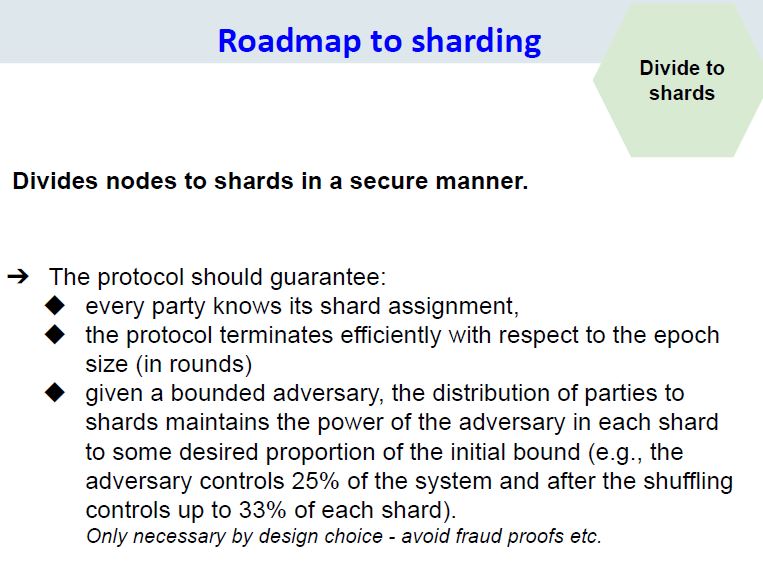 Roadmap to sharding
Divide to
shards
Divides nodes to shards in a secure manner.
➔ The protocol should guarantee:
◆ every party knows its shard assignment,
◆ the protocol terminates efficiently with respect to the epoch
size (in rounds)
◆ given a bounded adversary, the distribution of parties to
shards maintains the power of the adversary in each shard
to some desired proportion of the initial bound (e.g., the
adversary controls 25% of the system and after the shuffling
controls up to 33% of each shard).
Only necessary by design choice - avoid fraud proofs etc.